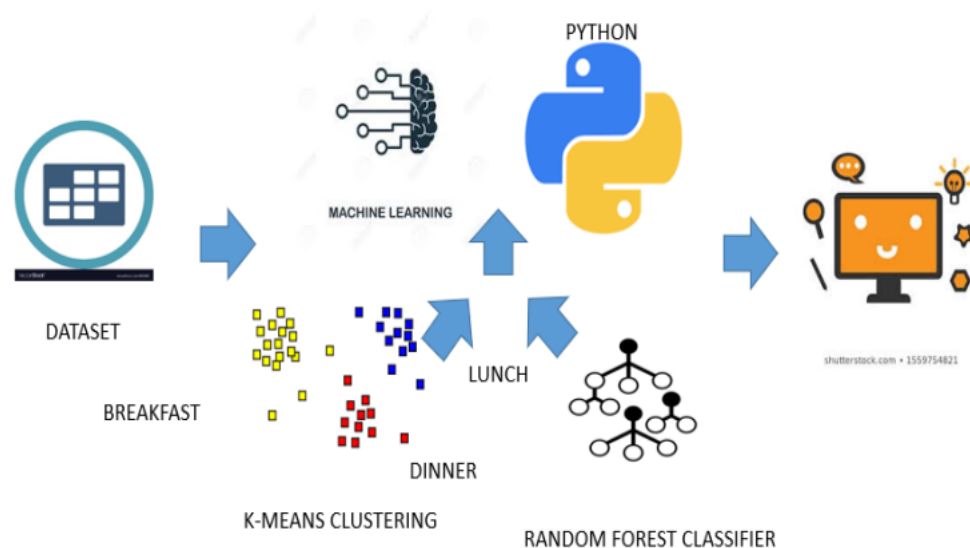 PYTHON
MACHINE LEARNING
DATASET
LUNCH
shutterstock.com • 1559754821
BREAKFAST
DINNER
K-MEANS CLUSTERING
RANDOM FOREST CLASSIFIER